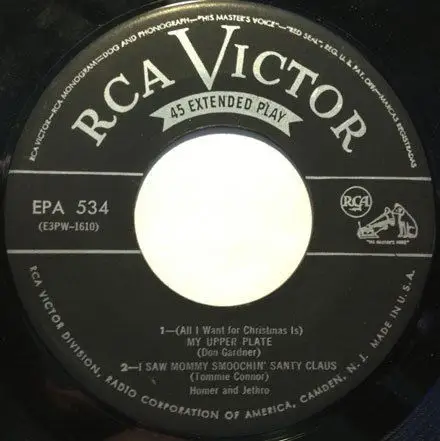 RCA VICTOR—RCA MONOGRAM—DOG AND PHONOGRAPH—"HIS MASTER'S VOICE"—"RED SEAL", REG. U. S. PAT. OFF.—MARCAS REGISTRADAS
RCA VICTOR
45 EXTENDED PLAY
EPA 534
(E3PW-1610)
RCA
"HIS MASTER'S VOICE"
1—(All I Want for Christmas Is)
MY UPPER PLATE
(Don Gardner)
2—I SAW MOMMY SMOOCHIN' SANTY CLAUS
(Tommie Connor)
Homer and Jethro
RCA VICTOR DIVISION, RADIO CORPORATION OF AMERICA, CAMDEN, N. J. MADE IN U.S.A.